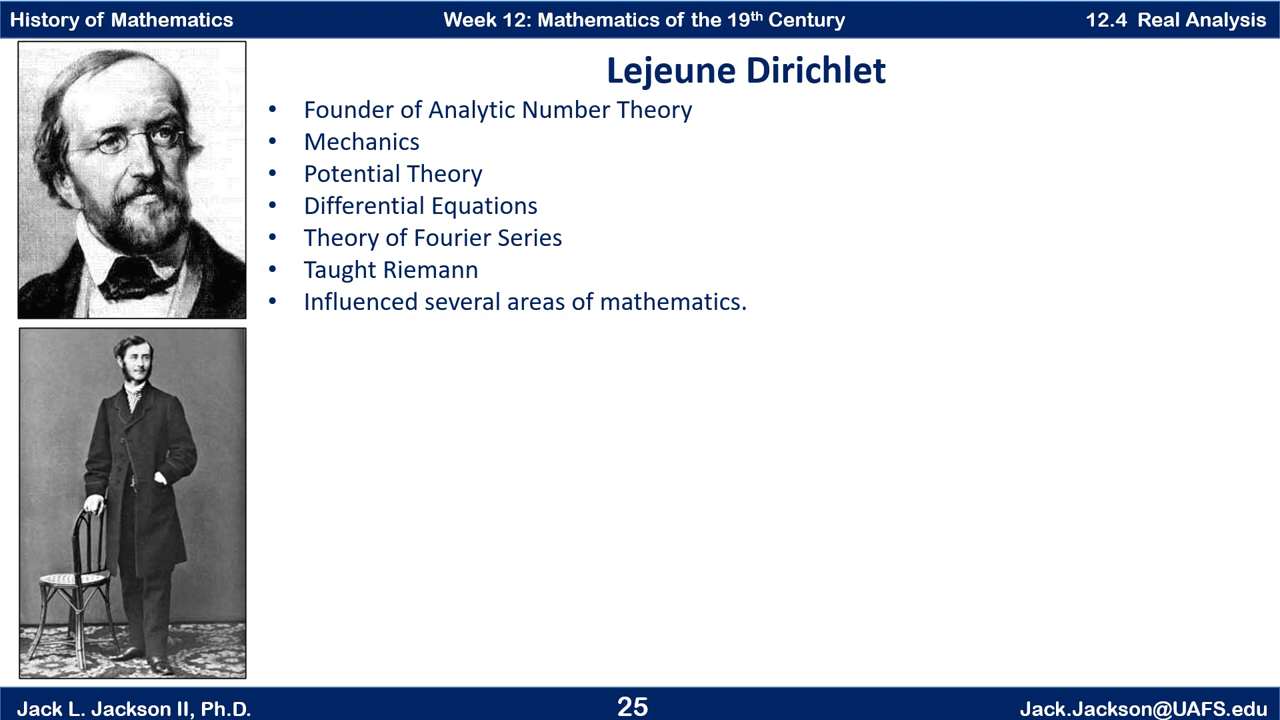 History of Mathematics
Week 12: Mathematics of the 19th Century
12.4 Real Analysis
Lejeune Dirichlet
• Founder of Analytic Number Theory
• Mechanics
• Potential Theory
• Differential Equations
• Theory of Fourier Series
• Taught Riemann
• Influenced several areas of mathematics.
Jack L. Jackson II, Ph.D.
25
Jack.Jackson@UAFS.edu